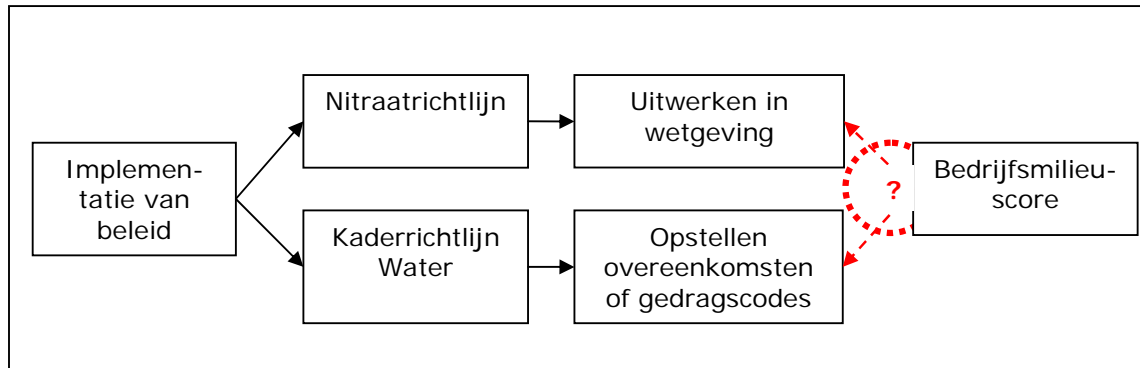 Implemen-
tatie van
beleid
Nitraatrichtlijn
Kaderrichtlijn
Water
Uitwerken in
wetgeving
Opstellen
overeenkomsten
of gedragscodes
?
Bedrijfsmilieu-
score